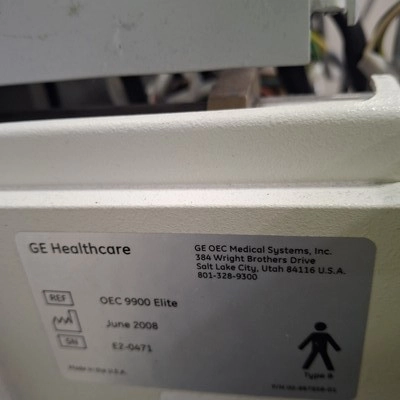 GE Healthcare
GE OEC Medical Systems, Inc.
384 Wright Brothers Drive
Salt Lake City, Utah 84116 U.S.A.
801-328-9300
REF OEC 9900 Elite
June 2008
SN E2-0471
Made in the U.S.A.
Type B